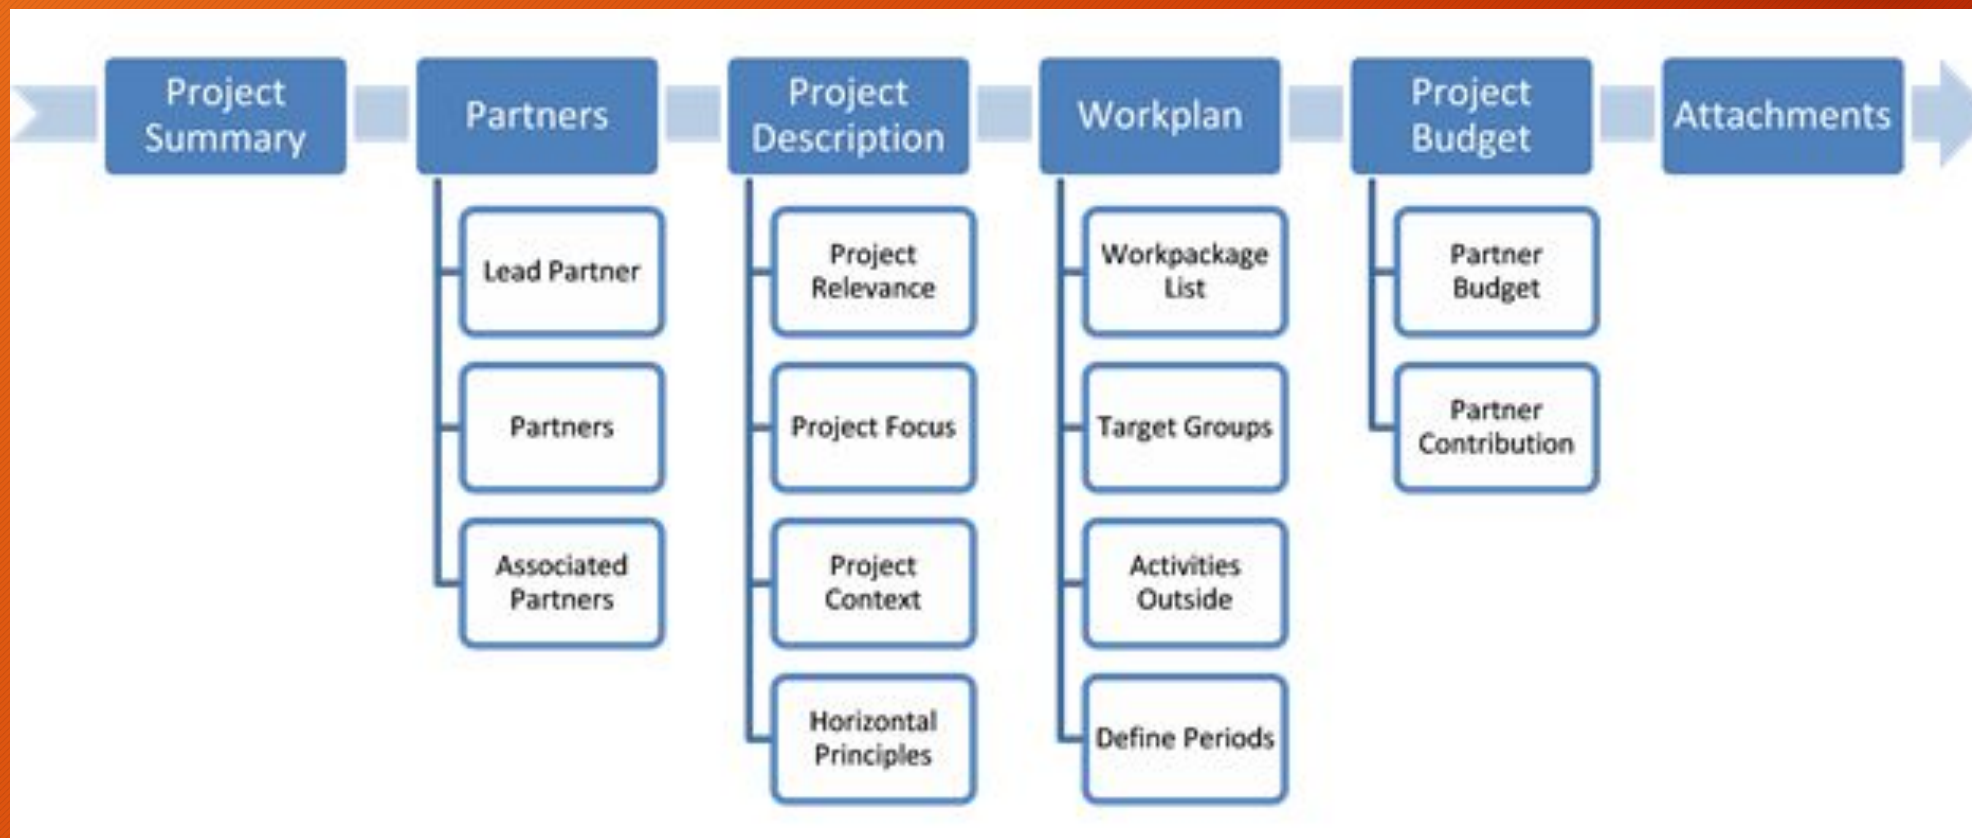 Project
Summary
Partners
Project
Description
Workplan
Project
Budget
Attachments
Lead Partner
Partners
Associated
Partners
Project
Relevance
Project Focus
Project
Context
Horizontal
Principles
Workpackage
List
Target Groups
Activities
Outside
Define Periods
Partner
Budget
Partner
Contribution